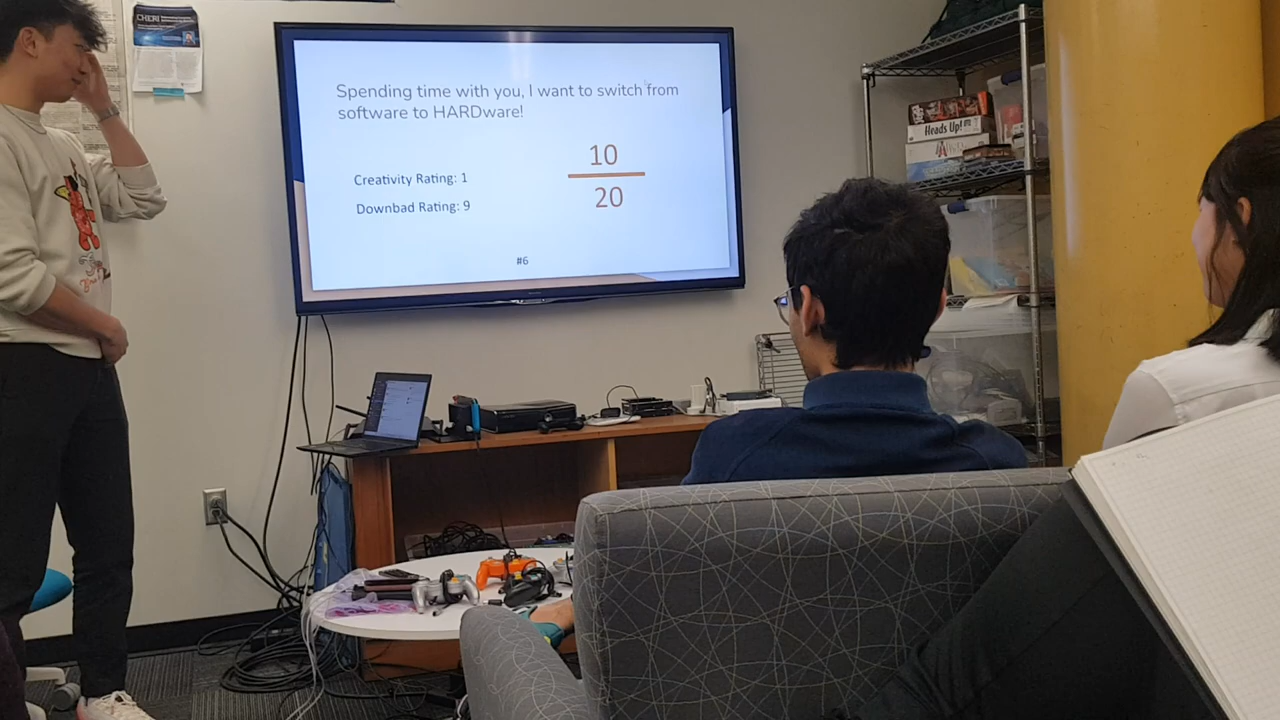 CHERI
Spending time with you, I want to switch from
software to HARDware!
Creativity Rating: 1
Downbad Rating: 9
10
20
#6
Heads Up!